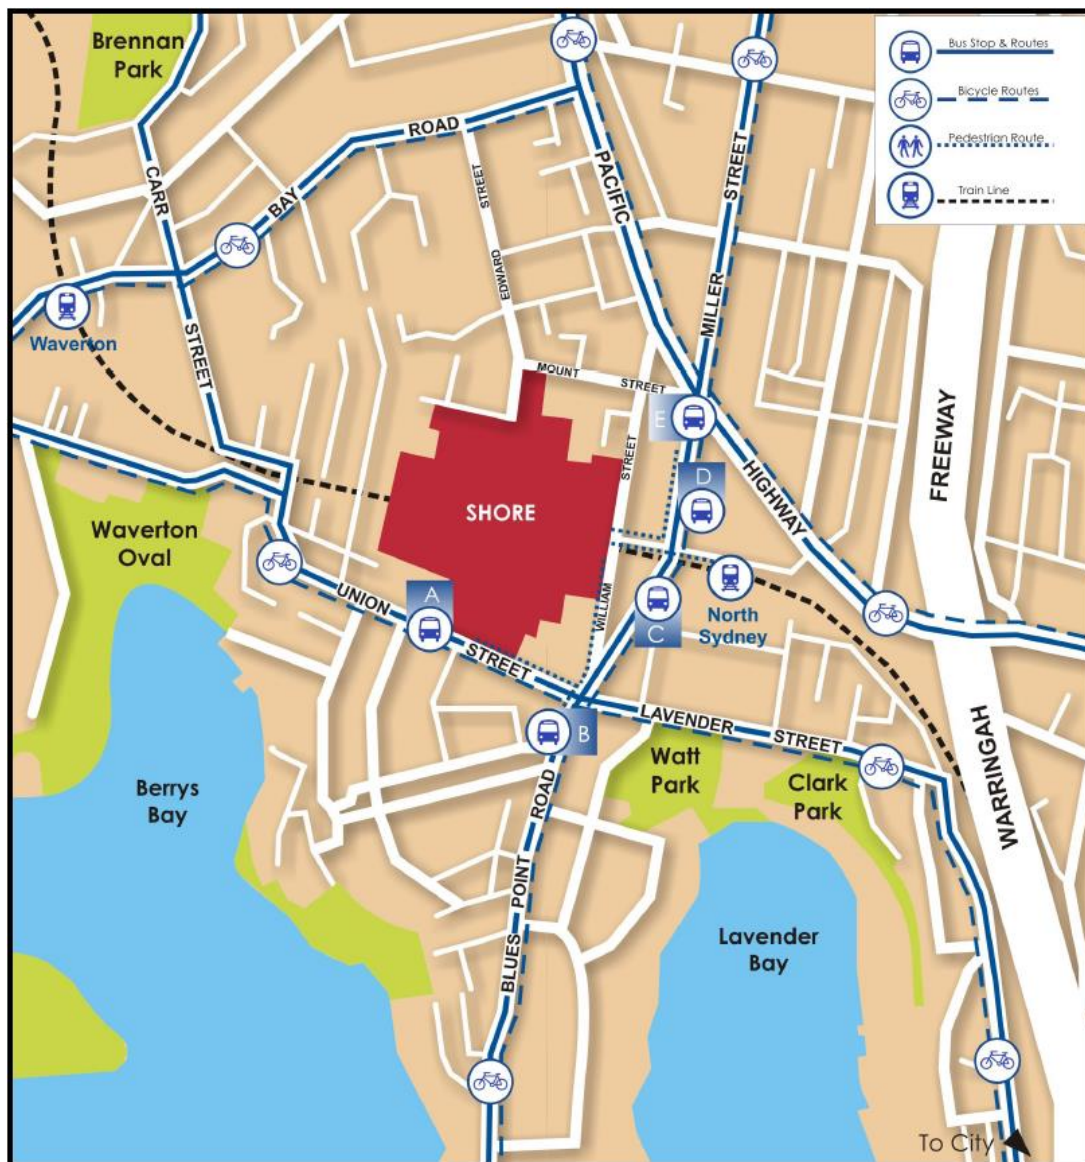 Brennan
Park
Bus Stop & Routes
Bicycle Routes
Pedestrian Route
Train Line
BAY
ROAD
CARR
STREET
EDWARD
STREET
PACIFIC
HIGHWAY
MILLER
STREET
Waverton
MOUNT
STREET
E
D
FREEWAY
WARRINGAH
WILLIAM
STREET
SHORE
Waverton
Oval
A
UNION
STREET
C
North
Sydney
B
LAVENDER
STREET
Watt
Park
Clark
Park
Berrys
Bay
BLUES
POINT
ROAD
Lavender
Bay
To City